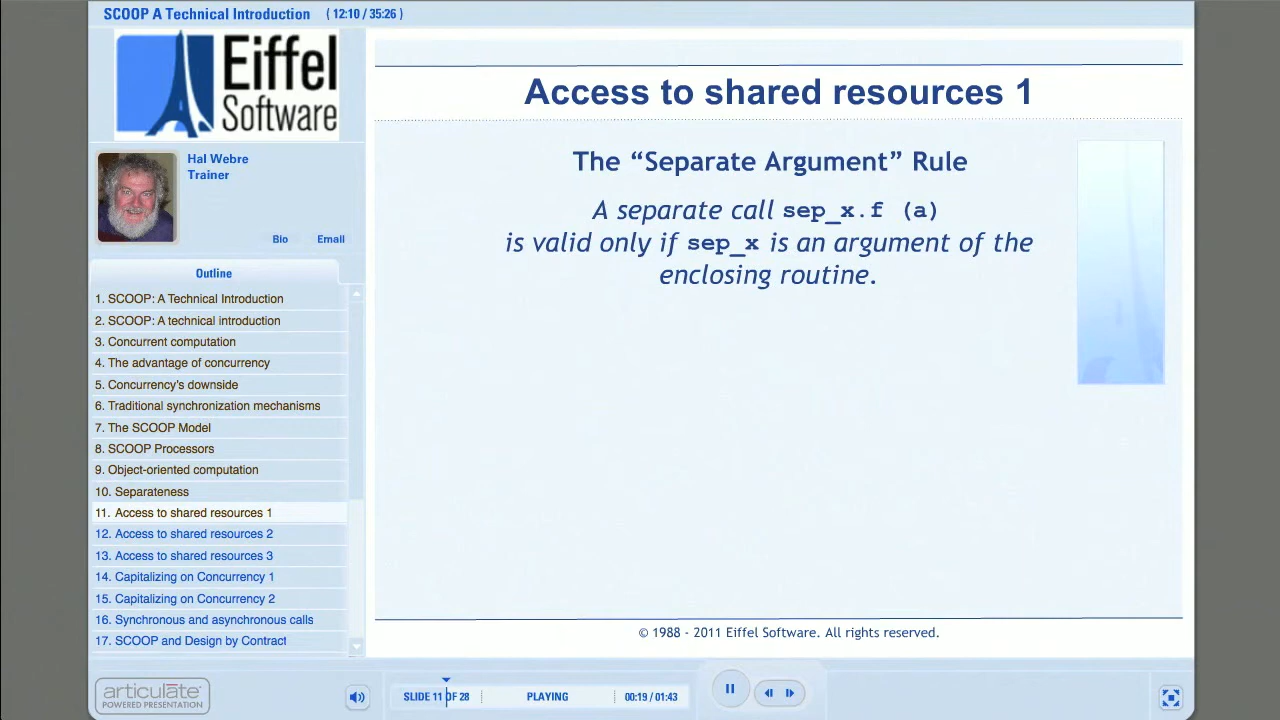 SCOOP A Technical Introduction ( 12:10 / 35:26 )
Eiffel
Software
Hal Webre
Trainer
Bio Email
Outline
1. SCOOP: A Technical Introduction
2. SCOOP: A technical introduction
3. Concurrent computation
4. The advantage of concurrency
5. Concurrency's downside
6. Traditional synchronization mechanisms
7. The SCOOP Model
8. SCOOP Processors
9. Object-oriented computation
10. Separateness
11. Access to shared resources 1
12. Access to shared resources 2
13. Access to shared resources 3
14. Capitalizing on Concurrency 1
15. Capitalizing on Concurrency 2
16. Synchronous and asynchronous calls
17. SCOOP and Design by Contract
Access to shared resources 1
The “Separate Argument” Rule
A separate call sep_x.f (a)
is valid only if sep_x is an argument of the
enclosing routine.
© 1988 - 2011 Eiffel Software. All rights reserved.
articulate
POWERED PRESENTATION
SLIDE 11 OF 28 PLAYING 00:19 / 01:43